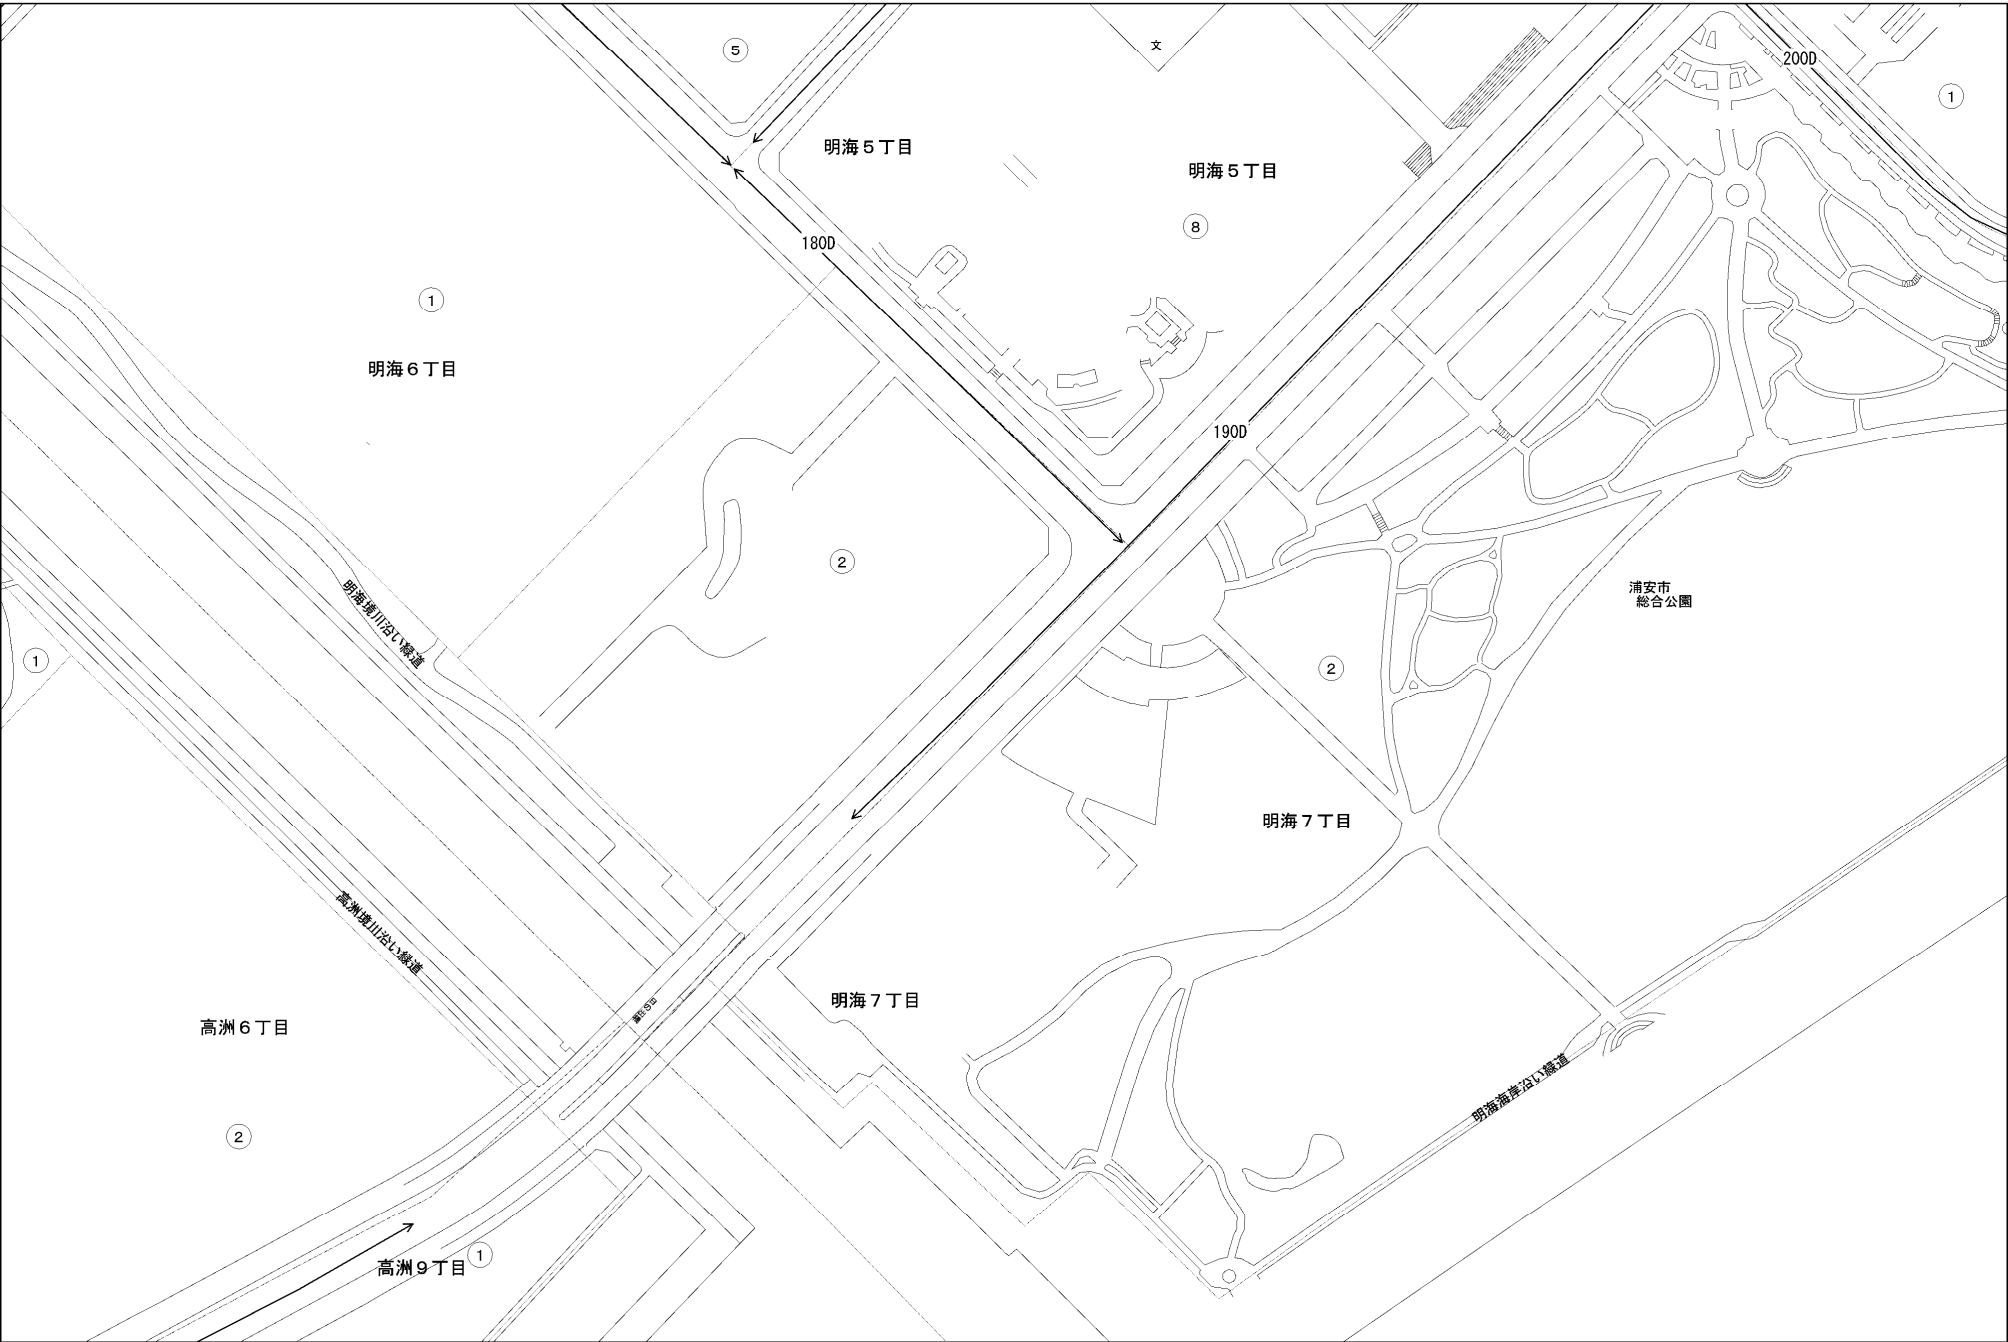 5
文
200D
1
明海5丁目
明海5丁目
8
180D
1
明海6丁目
190D
2
浦安市
総合公園
明海境川沿い緑道
1
2
明海7丁目
高洲境川沿い緑道
明海7丁目
高洲6丁目
明海海岸沿い緑道
2
1
高洲9丁目